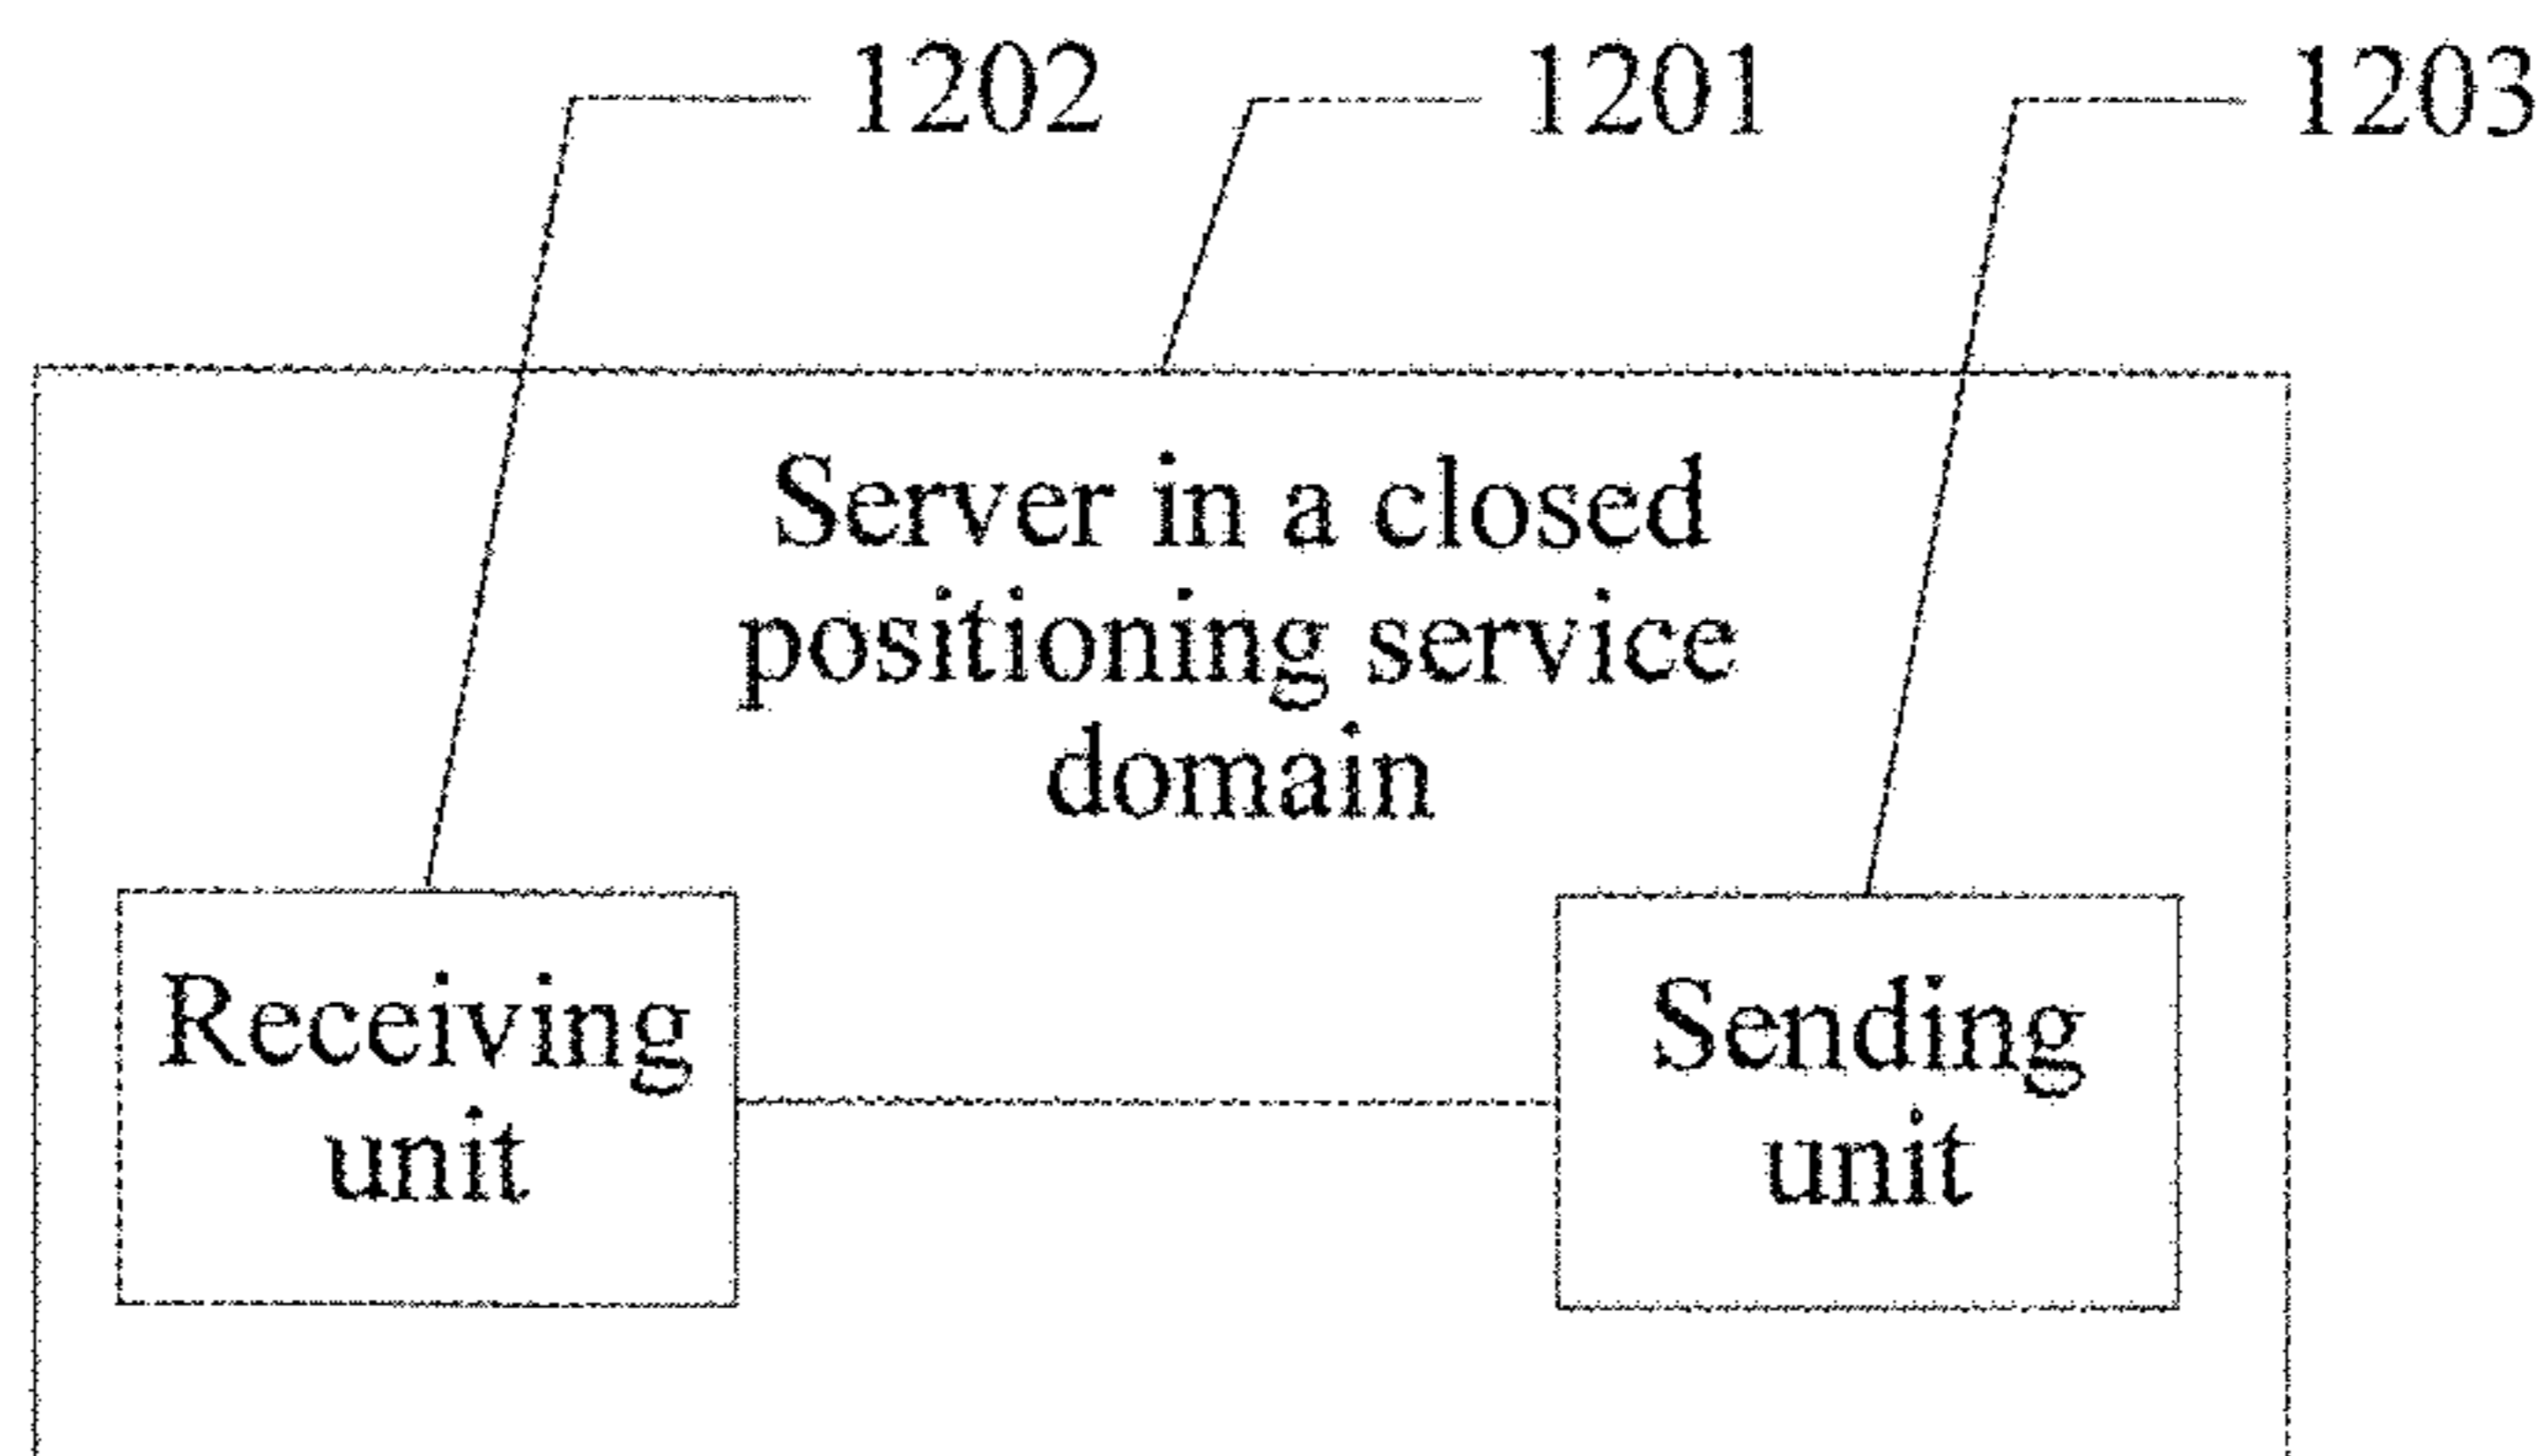 1202 1201 1203
Server in a closed
positioning service
domain
Receiving
unit
Sending
unit